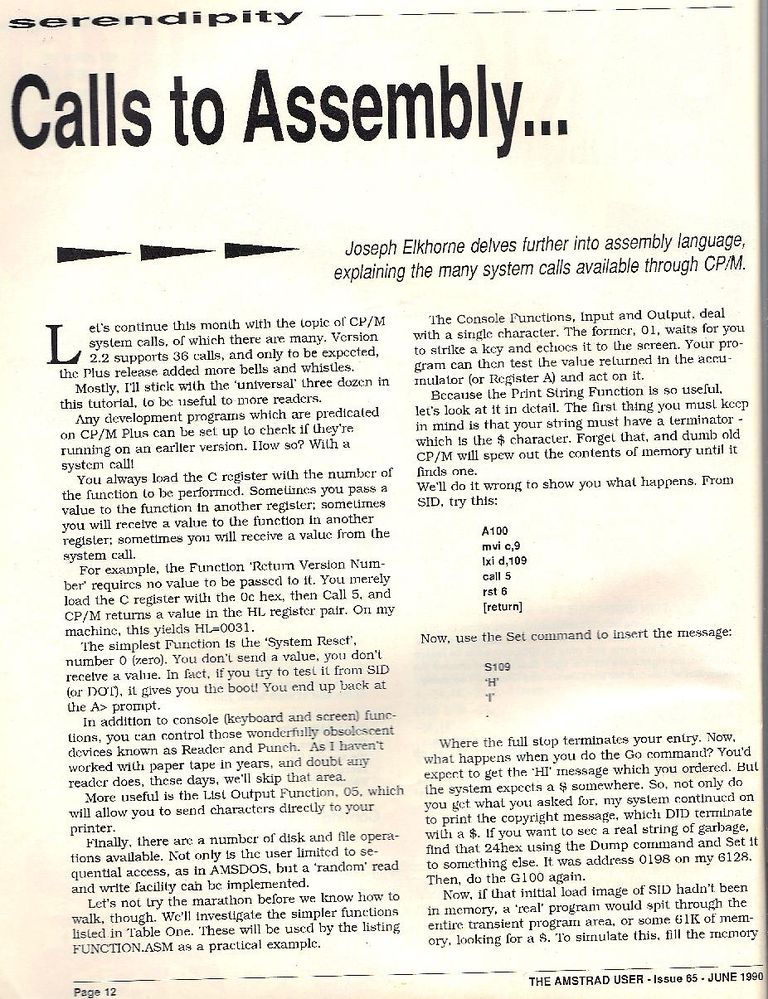 serendipity
Calls to Assembly...
Joseph Elkhorne delves further into assembly language,
explaining the many system calls available through CP/M.
Let's continue this month with the topic of CP/M
system calls, of which there are many. Version
2.2 supports 36 calls, and only to be expected,
the Plus release added more bells and whistles.
Mostly, I'll stick with the 'universal' three dozen in
this tutorial, to be useful to more readers.
Any development programs which are predicated
on CP/M Plus can be set up to check if they're
running on an earlier version. How so? With a
system call!
You always load the C register with the number of
the function to be performed. Sometimes you pass a
value to the function in another register; sometimes
you will receive a value to the function in another
register; sometimes you will receive a value from the
system call.
For example, the Function 'Return Version Num-
ber' requires no value to be passed to it. You merely
load the C register with the 0c hex, then Call 5, and
CP/M returns a value in the HL register pair. On my
machine, this yields HL=0031.
The simplest Function is the 'System Reset',
number 0 (zero). You don't send a value, you don't
receive a value. In fact, if you try to test it from SID
(or DOT), it gives you the boot! You end up back at
the A> prompt.
In addition to console (keyboard and screen) func-
tions, you can control those wonderfully obsolescent
devices known as Reader and Punch. As I haven't
worked with paper tape in years, and doubt any
reader does, these days, we'll skip that area.
More useful is the List Output Function, 05, which
will allow you to send characters directly to your
printer.
Finally, there are a number of disk and file opera-
tions available. Not only is the user limited to se-
quential access, as in AMSDOS, but a 'random' read
and write facility can be implemented.
Let's not try the marathon before we know how to
walk, though. We'll investigate the simpler functions
listed in Table One. These will be used by the listing
FUNCTION.ASM as a practical example.
The Console Functions, Input and Output, deal
with a single character. The former, 01, waits for you
to strike a key and echoes it to the screen. Your pro-
gram can then test the value returned in the accu-
mulator (or Register A) and act on it.
Because the Print String Function is so useful,
let's look at it in detail. The first thing you must keep
in mind is that your string must have a terminator -
which is the $ character. Forget that, and dumb old
CP/M will spew out the contents of memory until it
finds one.
We'll do it wrong to show you what happens. From
SID, try this:
A100
mvi c,9
lxi d,109
call 5
rst 6
[return]
Now, use the Set command to insert the message:
S109
'H'
'I'
.
Where the full stop terminates your entry. Now,
what happens when you do the Go command? You'd
expect to get the 'HI' message which you ordered. But
the system expects a $ somewhere. So, not only do
you get what you asked for, my system continued on
to print the copyright message, which DID terminate
with a $. If you want to see a real string of garbage,
find that 24hex using the Dump command and Set it
to something else. It was address 0198 on my 6128.
Then, do the G100 again.
Now, if that initial load image of SID hadn't been
in memory, a 'real' program would spit through the
entire transient program area, or some 61K of mem-
ory, looking for a $. To simulate this, fill the memory
Page 12
THE AMSTRAD USER - Issue 65 - JUNE 1990